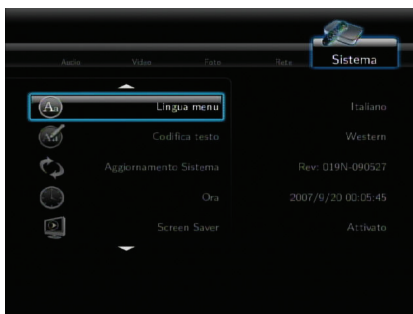 Audio Video Foto Rete Sistema
Lingua menu Italiano
Codifica testo Western
Aggiornamento Sistema Rev: 019N-090527
Ora 2007/9/20 00:05:45
Screen Saver Attivato